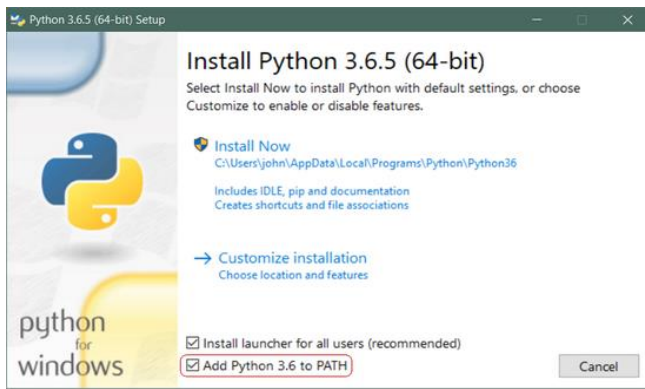 Python 3.6.5 (64-bit) Setup
Install Python 3.6.5 (64-bit)
Select Install Now to install Python with default settings, or choose
Customize to enable or disable features.
Install Now
C:\Users\john\AppData\Local\Programs\Python\Python36
Includes IDLE, pip and documentation
Creates shortcuts and file associations
→ Customize installation
Choose location and features
python
for
windows
Install launcher for all users (recommended)
Add Python 3.6 to PATH
Cancel